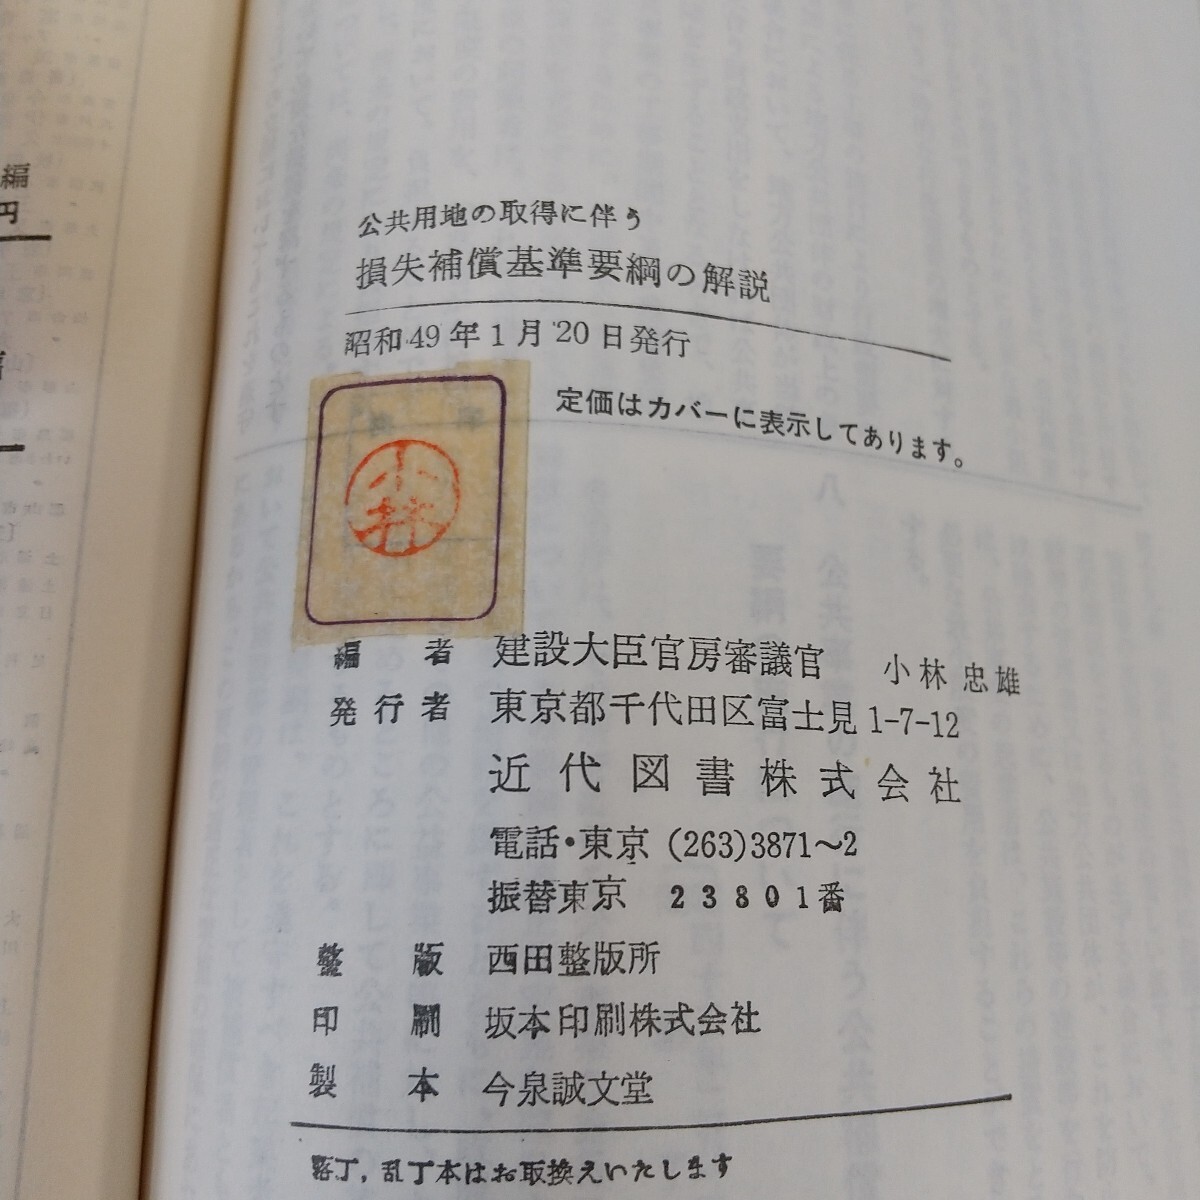 公共用地の取得に伴う
損失補償基準要綱の解説
昭和49年1月20日発行
定価はカバーに表示してあります。
小林
編者 建設大臣官房審議官 小林忠雄
発行者 東京都千代田区富士見1-7-12
近代図書株式会社
電話・東京 (263)3871〜2
振替東京 23801番
整版 西田整版所
印刷 坂本印刷株式会社
製本 今泉誠文堂
落丁,乱丁本はお取換えいたします
編
円